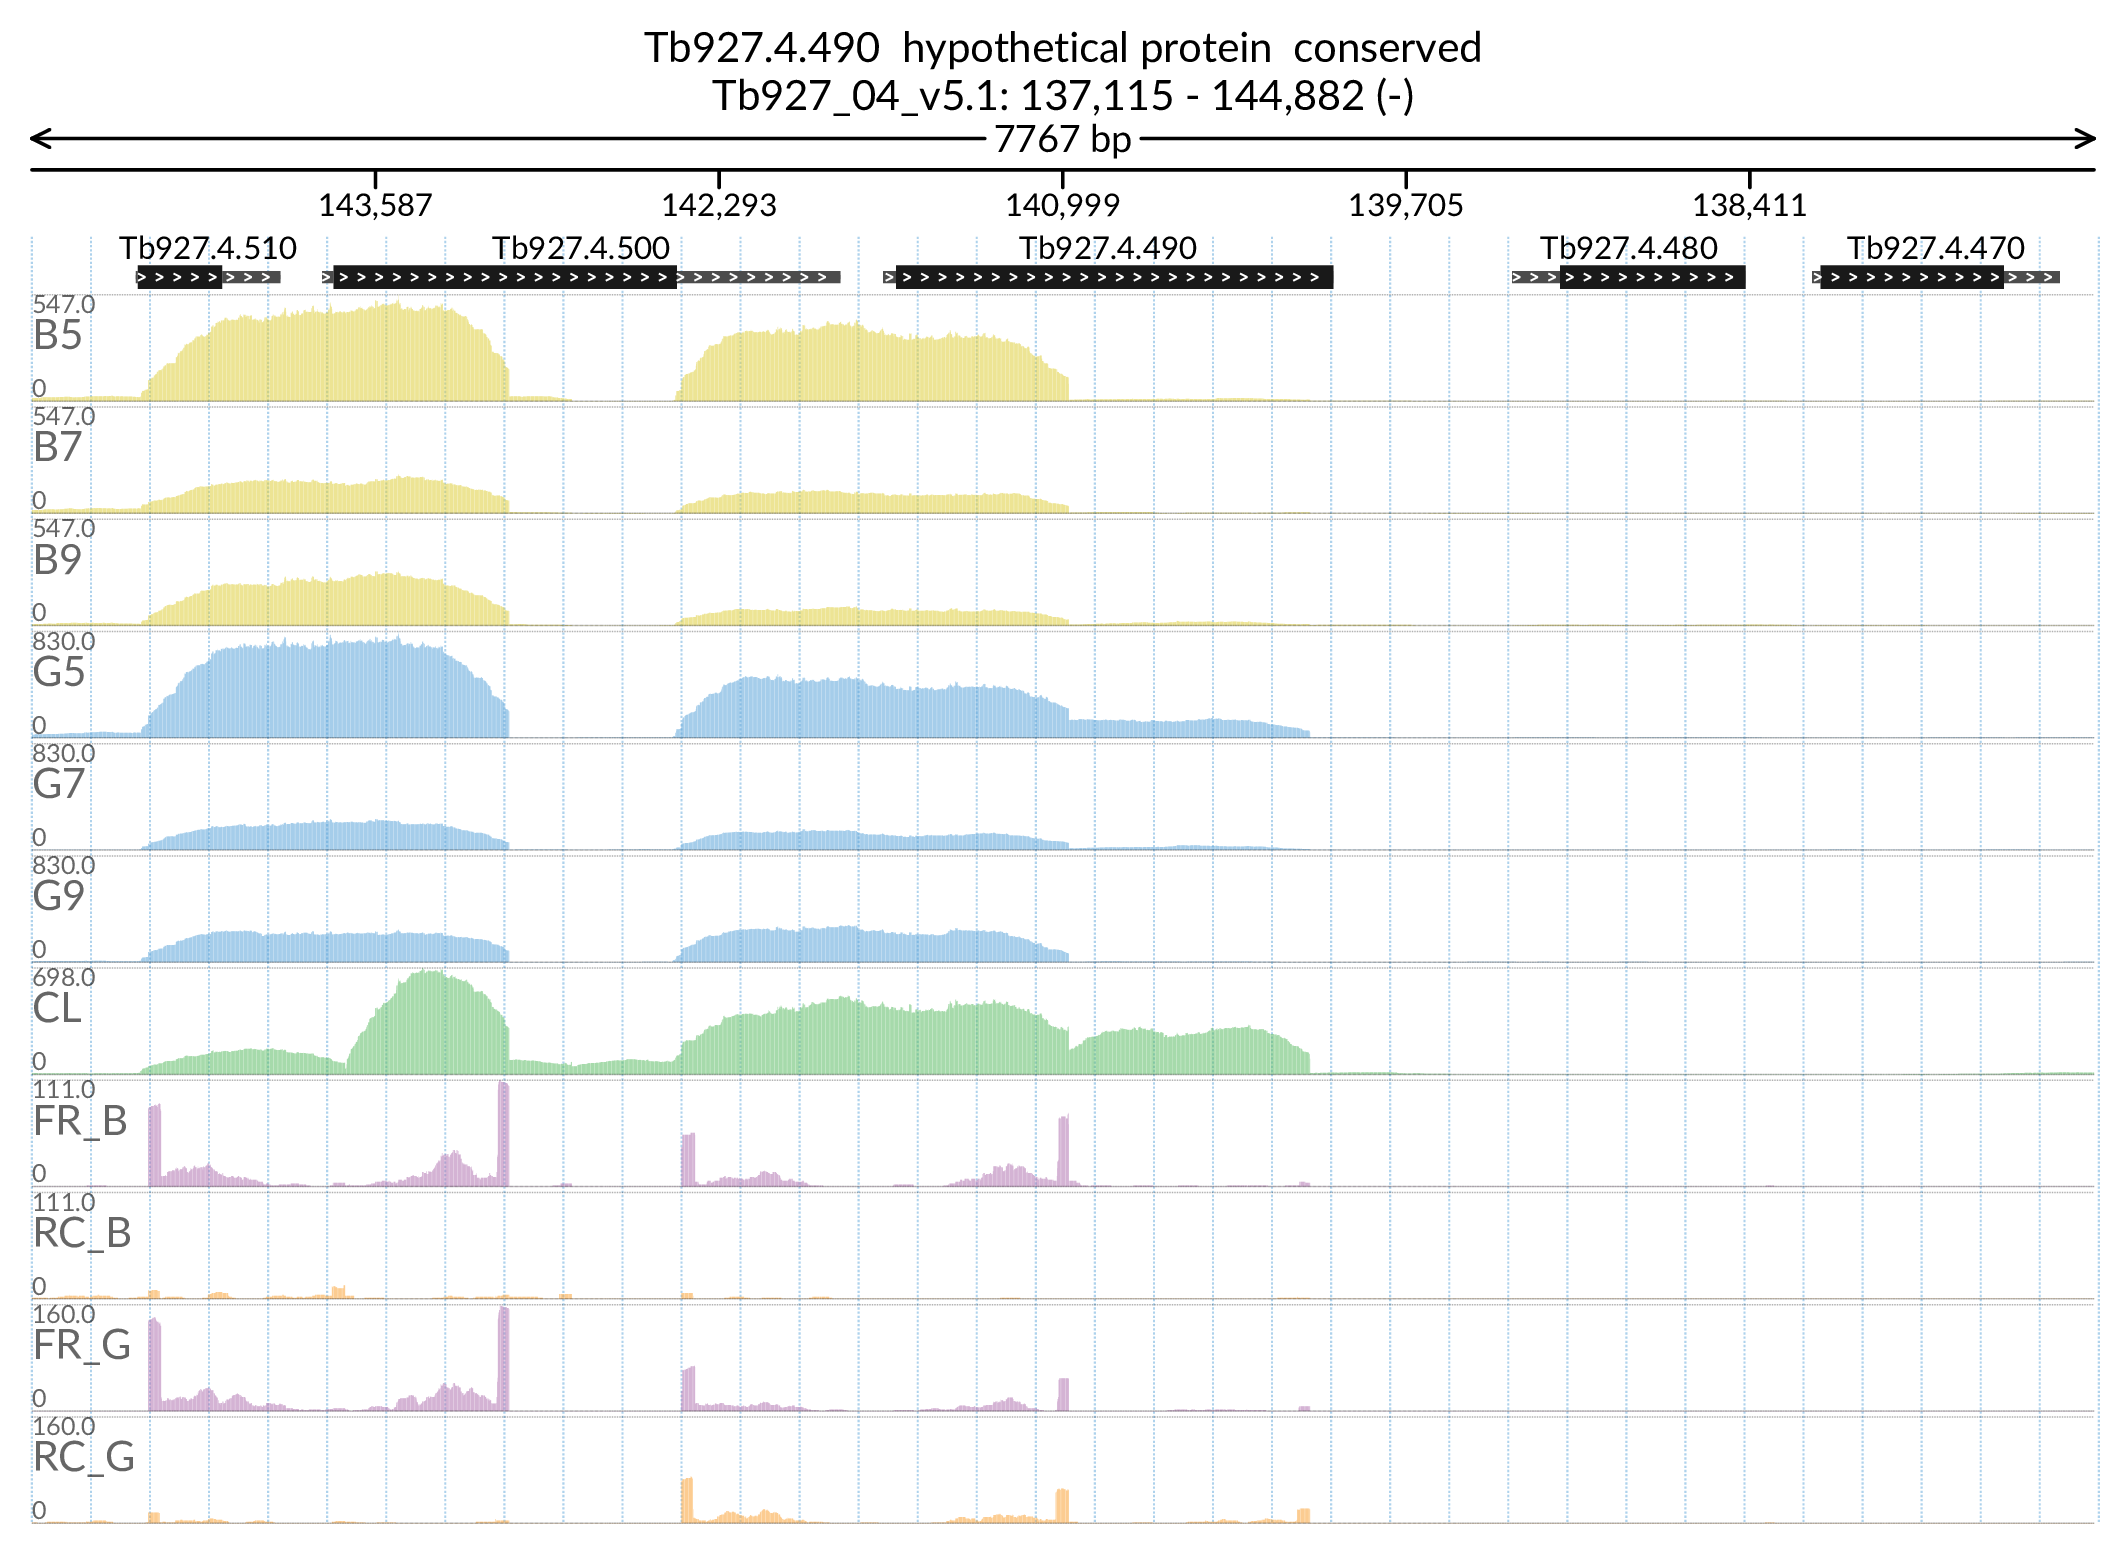 Tb927.4.490  hypothetical protein  conserved
Tb927_04_v5.1: 137,115 - 144,882 (-)
7767 bp
143,587 142,293 140,999 139,705 138,411
Tb927.4.510 Tb927.4.500 Tb927.4.490 Tb927.4.480 Tb927.4.470
547.0
B5
0
547.0
B7
0
547.0
B9
0
830.0
G5
0
830.0
G7
0
830.0
G9
0
698.0
CL
0
111.0
FR_B
0
111.0
RC_B
0
160.0
FR_G
0
160.0
RC_G
0